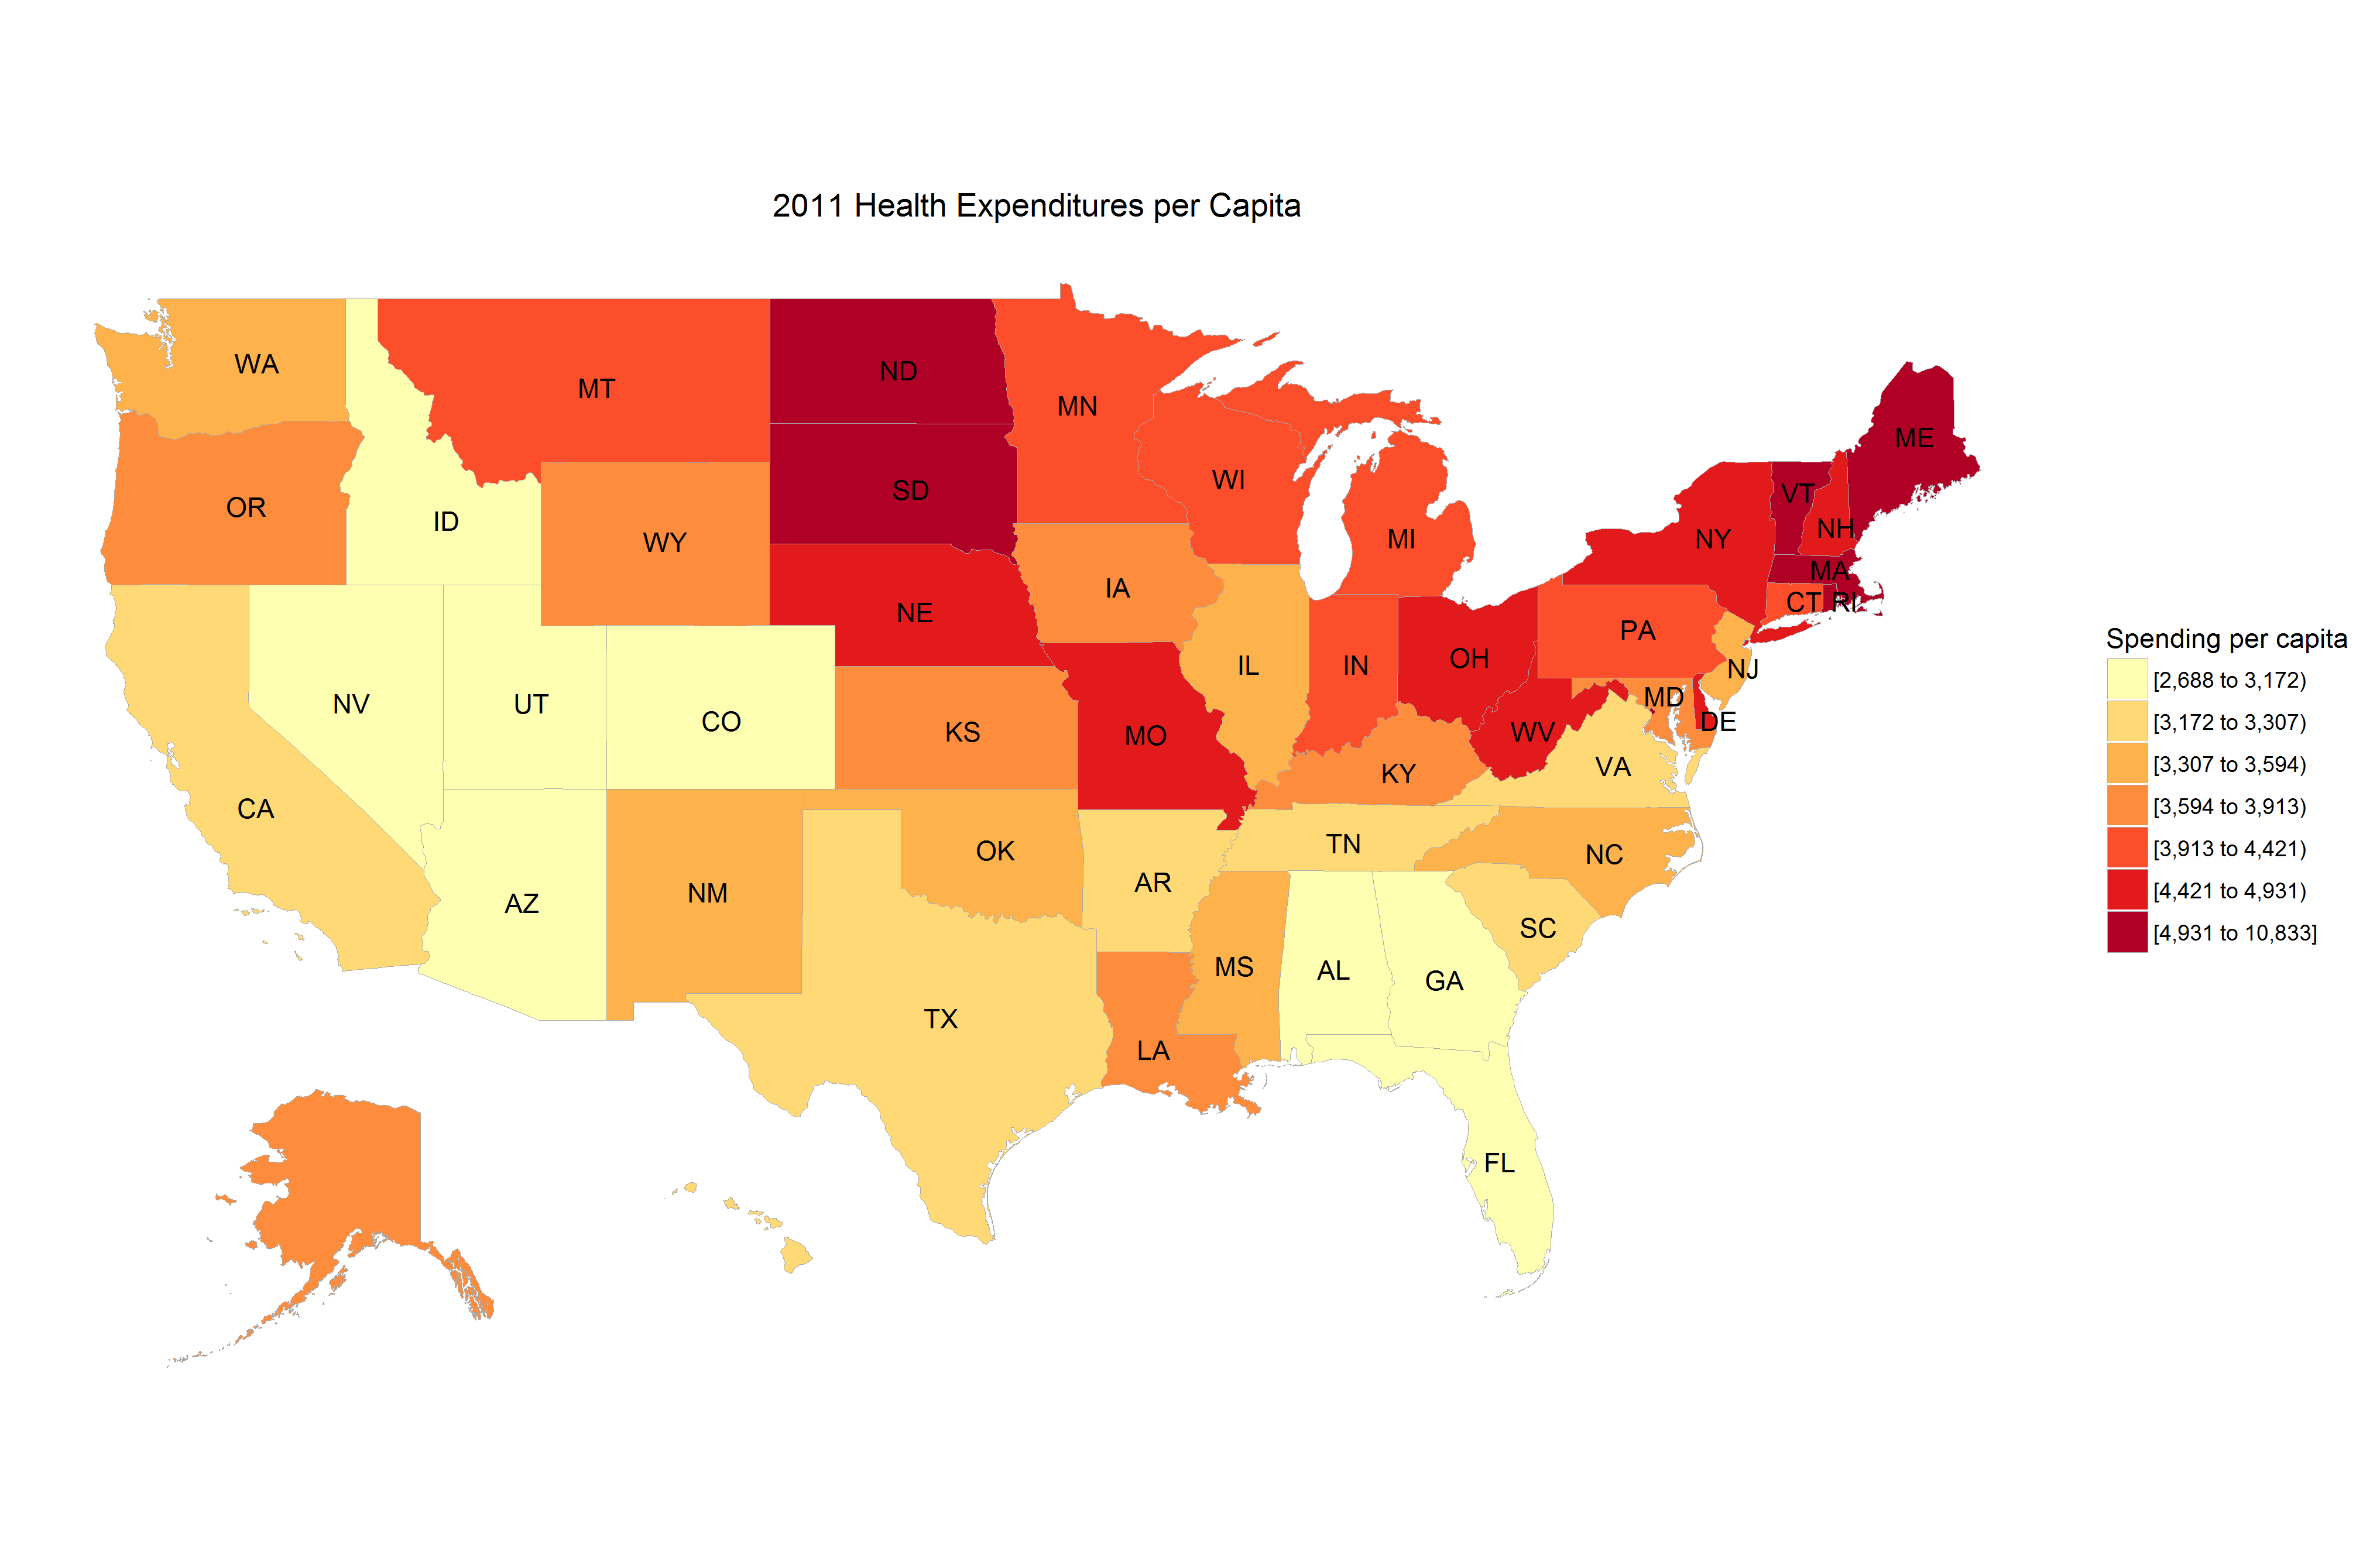 2011 Health Expenditures per Capita
WA
MT
ND
MN
ME
OR
ID
SD
WI
VT
NH
WY
MI
NY
MA
IA
CT RI
NE
PA
IL
IN
OH
NJ
NV
UT
CO
KS
MO
WV
MD
DE
KY
VA
CA
OK
TN
NC
AZ
NM
AR
SC
MS
AL
GA
TX
LA
FL
Spending per capita
[2,688 to 3,172)
[3,172 to 3,307)
[3,307 to 3,594)
[3,594 to 3,913)
[3,913 to 4,421)
[4,421 to 4,931)
[4,931 to 10,833]